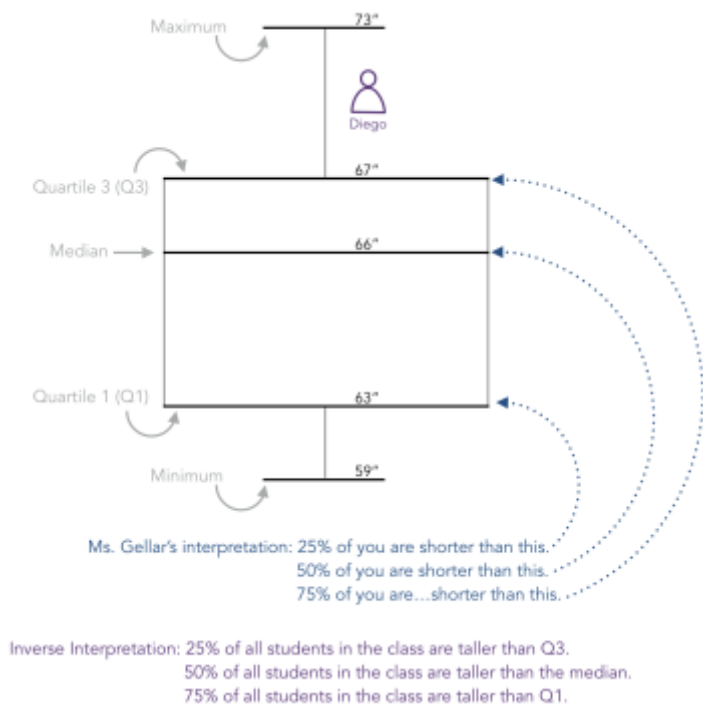 Maximum
73"
Diego
Quartile 3 (Q3)
67"
Median
66"
Quartile 1 (Q1)
63"
Minimum
59"
Ms. Gellar's interpretation: 25% of you are shorter than this.
50% of you are shorter than this.
75% of you are...shorter than this.
Inverse Interpretation: 25% of all students in the class are taller than Q3.
50% of all students in the class are taller than the median.
75% of all students in the class are taller than Q1.